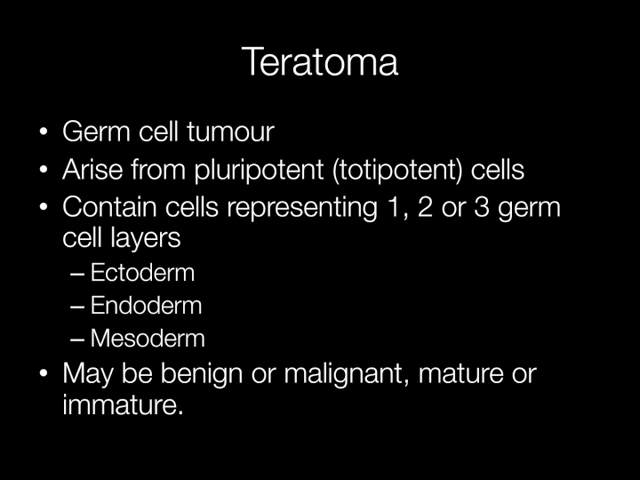 Teratoma
• Germ cell tumour
• Arise from pluripotent (totipotent) cells
• Contain cells representing 1, 2 or 3 germ
cell layers
– Ectoderm
– Endoderm
– Mesoderm
• May be benign or malignant, mature or
immature.